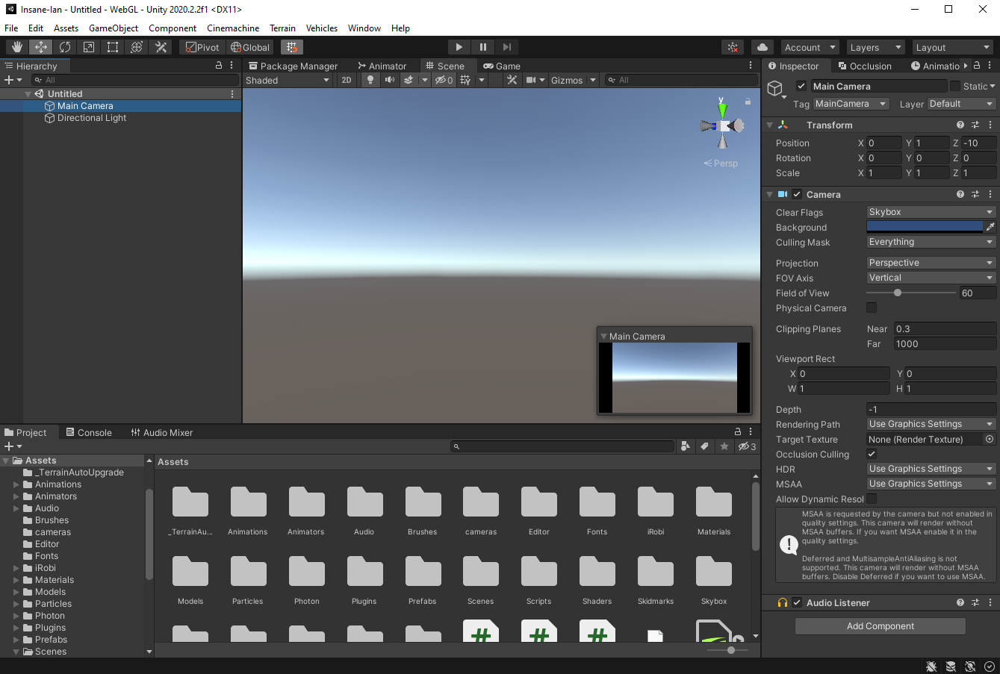 Insane-Ian - Untitled - WebGL - Unity 2020.2.2f1 <DX11>
File Edit Assets GameObject Component Cinemachine Terrain Vehicles Window Help
Pivot Global Account Layers Layout
Hierarchy
All
Untitled
Main Camera
Directional Light
Package Manager Animator Scene Game
Shaded 2D 0 Gizmos All
y
Persp
Main Camera
Inspector Occlusion Animatio
Main Camera Static
Tag MainCamera Layer Default
Transform
Position X 0 Y 1 Z -10
Rotation X 0 Y 0 Z 0
Scale X 1 Y 1 Z 1
Camera
Clear Flags Skybox
Background
Culling Mask Everything
Projection Perspective
FOV Axis Vertical
Field of View 60
Physical Camera
Clipping Planes Near 0.3
Far 1000
Viewport Rect
X 0 Y 0
W 1 H 1
Depth -1
Rendering Path Use Graphics Settings
Target Texture None (Render Texture)
Occlusion Culling
HDR Use Graphics Settings
MSAA Use Graphics Settings
Allow Dynamic Resol
MSAA is requested by the camera but not enabled in
quality settings. This camera will render without
MSAA buffers. If you want MSAA enable it in the
quality settings.
Deferred and MultisampleAntiAliasing is not
supported. This camera will render without MSAA
buffers. Disable Deferred if you want to use MSAA.
Audio Listener
Add Component
Project Console Audio Mixer
3
Assets
_TerrainAutoUpgrade
Animations
Animators
Audio
Brushes
cameras
Editor
Fonts
iRobi
Materials
Models
Particles
Photon
Plugins
Prefabs
Scenes
Assets
_TerrainAu... Animations Animators Audio Brushes cameras Editor Fonts iRobi Materials
Models Particles Photon Plugins Prefabs Scenes Scripts Shaders Skidmarks Skybox
# # #